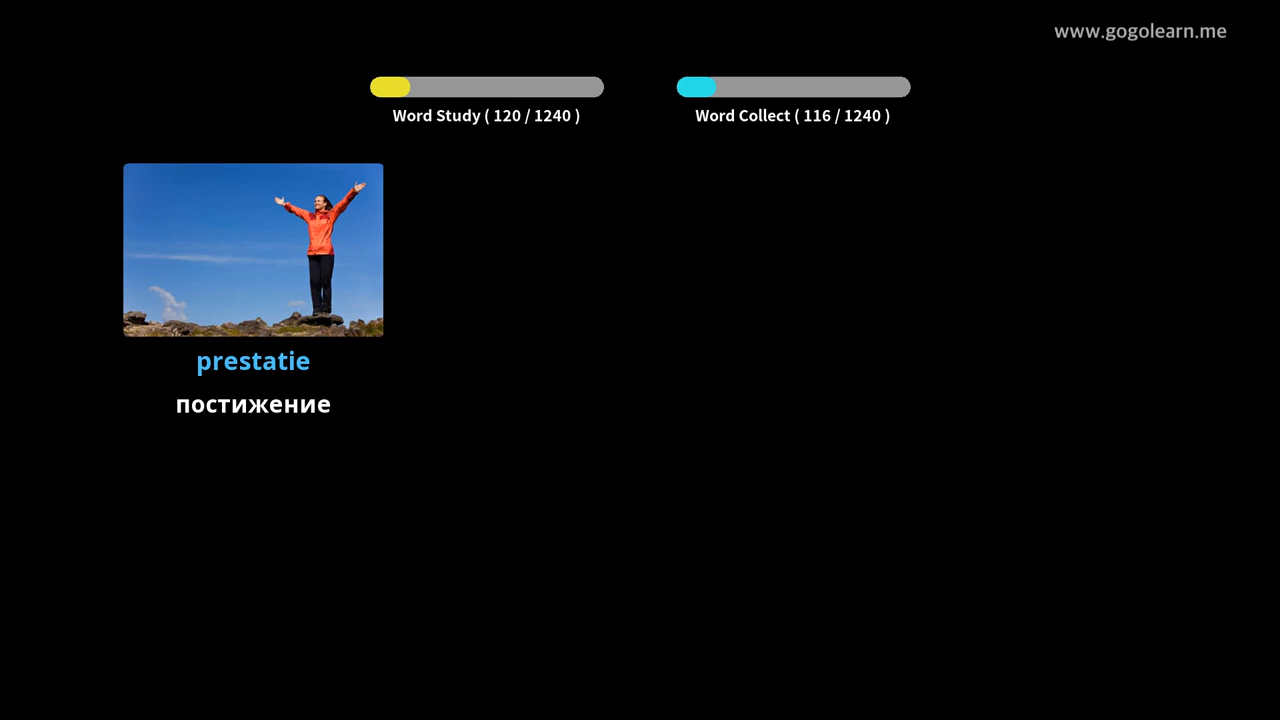 www.gogolearn.me
Word Study ( 120 / 1240 )
Word Collect ( 116 / 1240 )
prestatie
постижение